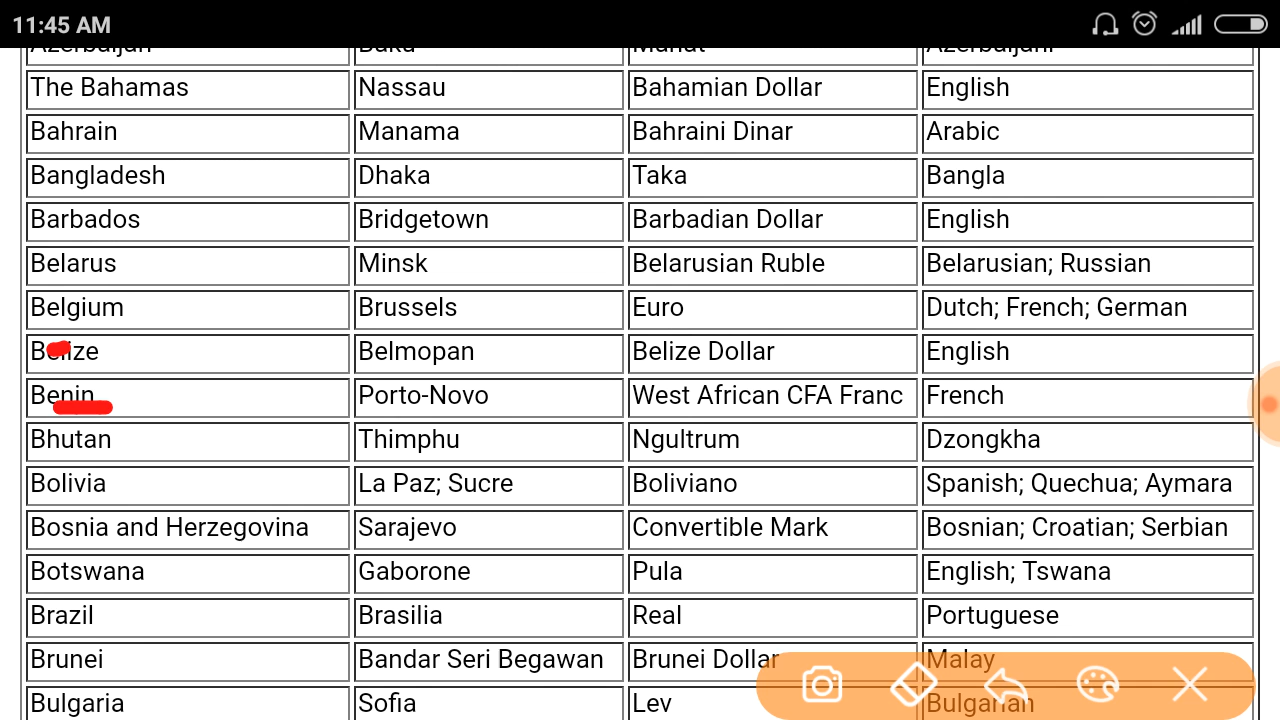 11:45 AM
Azerbaijan Baku Manat Azerbaijani
The Bahamas Nassau Bahamian Dollar English
Bahrain Manama Bahraini Dinar Arabic
Bangladesh Dhaka Taka Bangla
Barbados Bridgetown Barbadian Dollar English
Belarus Minsk Belarusian Ruble Belarusian; Russian
Belgium Brussels Euro Dutch; French; German
Belize Belmopan Belize Dollar English
Benin Porto-Novo West African CFA Franc French
Bhutan Thimphu Ngultrum Dzongkha
Bolivia La Paz; Sucre Boliviano Spanish; Quechua; Aymara
Bosnia and Herzegovina Sarajevo Convertible Mark Bosnian; Croatian; Serbian
Botswana Gaborone Pula English; Tswana
Brazil Brasilia Real Portuguese
Brunei Bandar Seri Begawan Brunei Dollar Malay
Bulgaria Sofia Lev Bulgarian